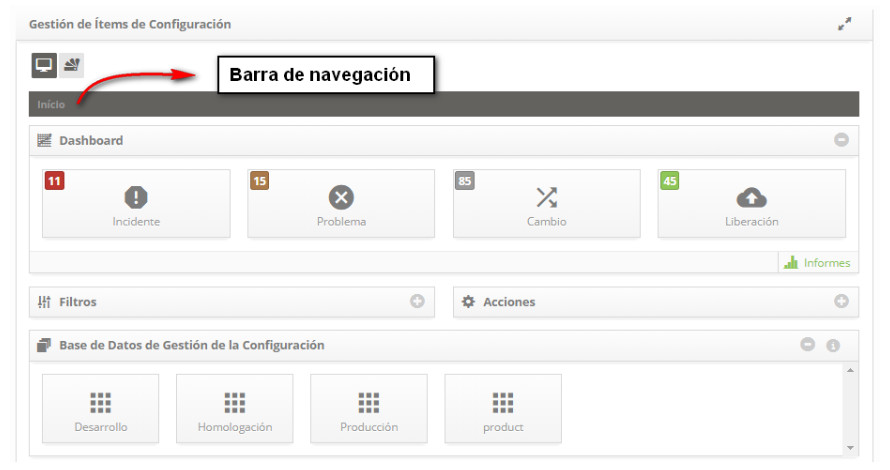 Gestión de Ítems de Configuración
Barra de navegación
Início
Dashboard
11
Incidente
15
Problema
85
Cambio
45
Liberación
Informes
Filtros
Acciones
Base de Datos de Gestión de la Configuración
Desarrollo
Homologación
Producción
product